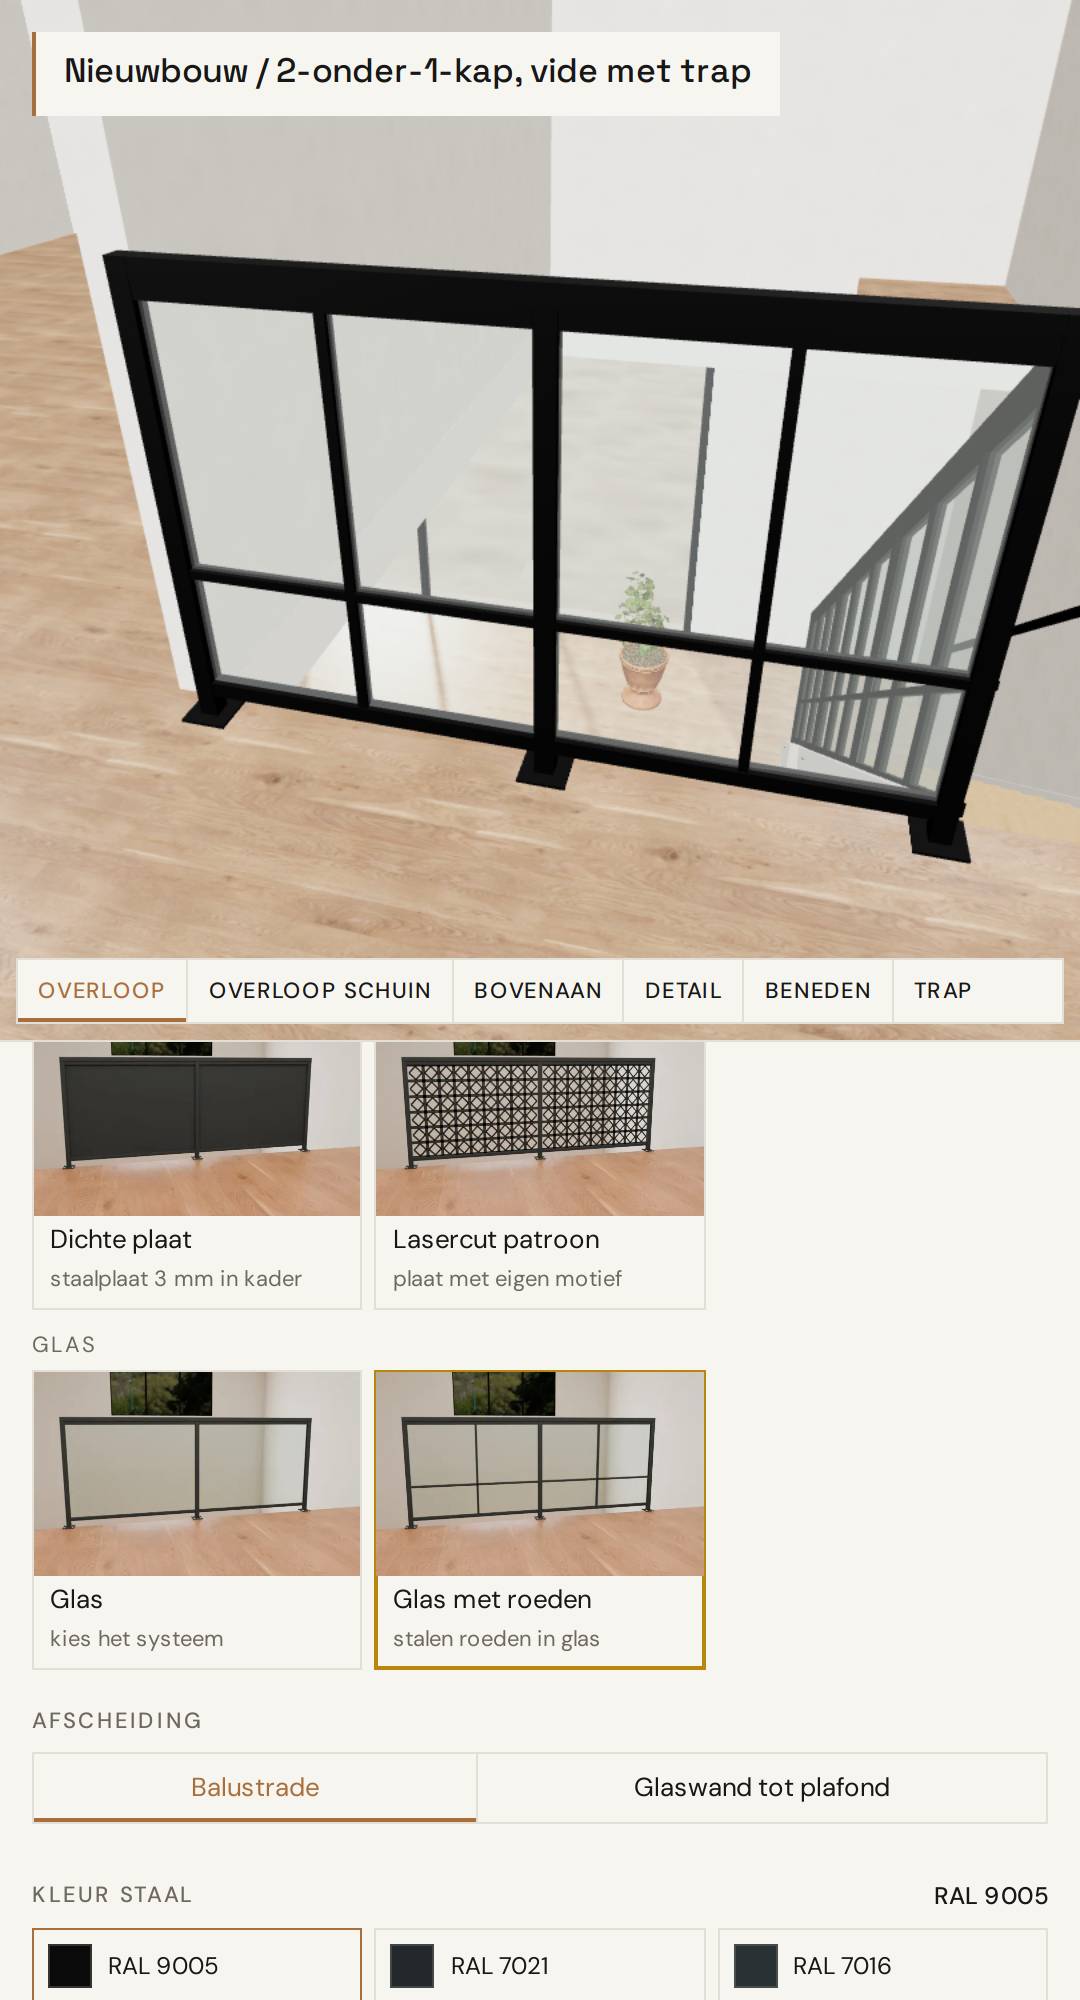 Nieuwbouw / 2-onder-1-kap, vide met trap
OVERLOOP
OVERLOOP SCHUIN
BOVENAAN
DETAIL
BENEDEN
TRAP
Dichte plaat
staalplaat 3 mm in kader
Lasercut patroon
plaat met eigen motief
GLAS
Glas
kies het systeem
Glas met roeden
stalen roeden in glas
AFSCHEIDING
Balustrade
Glaswand tot plafond
KLEUR STAAL
RAL 9005
RAL 9005
RAL 7021
RAL 7016